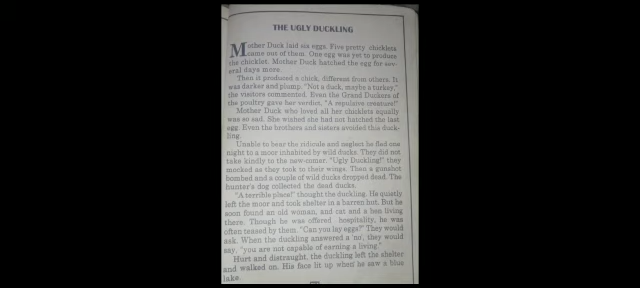 THE UGLY DUCKLING
Mother Duck laid six eggs. Five pretty chicklets
came out of them. One egg was yet to produce
the chicklet. Mother Duck hatched the egg for sev-
eral days more.
Then it produced a chick, different from others. It
was darker and plump. "Not a duck, maybe a turkey,"
the visitors commented. Even the Grand Duckers of
the poultry gave her verdict, "A repulsive creature!"
Mother Duck who loved all her chicklets equally
was so sad. She wished she had not hatched the last
egg. Even the brothers and sisters avoided this duck-
ling.
Unable to bear the ridicule and neglect he fled one
night to a moor inhabited by wild ducks. They did not
take kindly to the new-comer. "Ugly Duckling!" they
mocked as they took to their wings. Then a gunshot
bombed and a couple of wild ducks dropped dead. The
hunter's dog collected the dead ducks.
"A terrible place!" thought the duckling. He quietly
left the moor and took shelter in a barren hut. But he
soon found an old woman, and cat and a hen living
there. Though he was offered hospitality, he was
often teased by them. "Can you lay eggs?" They would
ask. When the duckling answered a 'no', they would
say, "you are not capable of earning a living."
Hurt and distraught, the duckling left the shelter
and walked on. His face lit up when he saw a blue
lake.